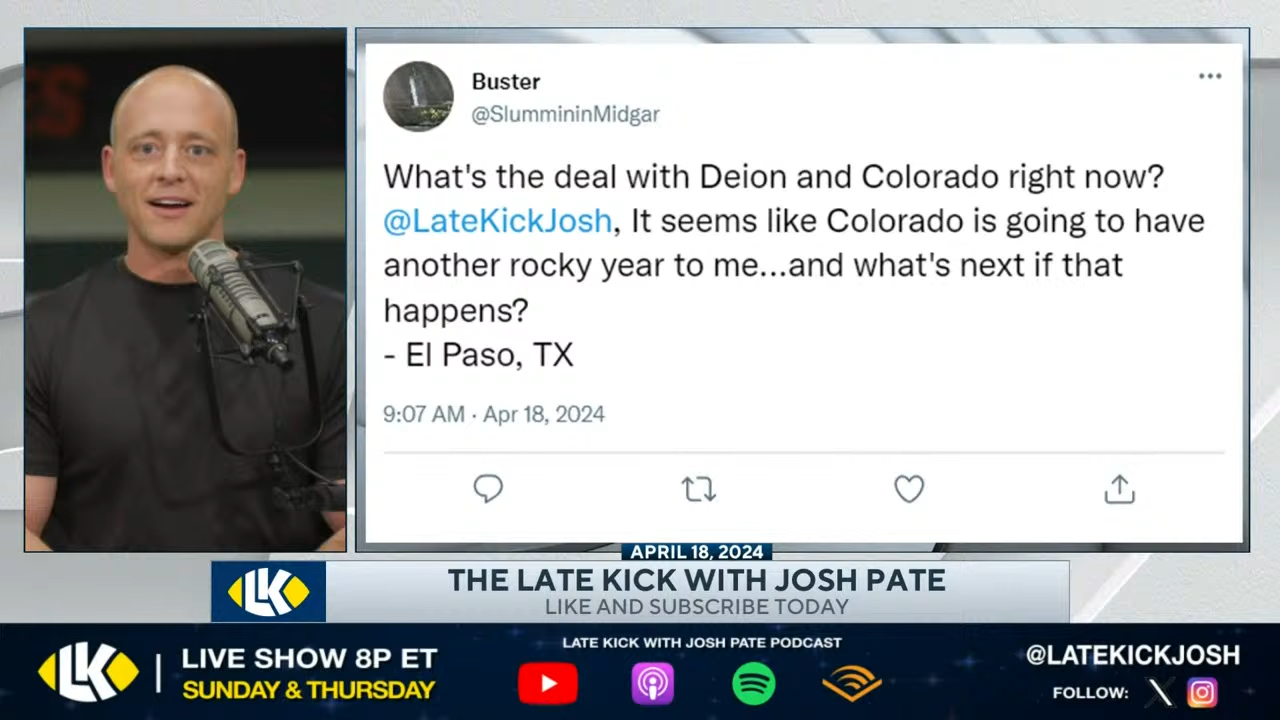 Buster
@SlummininMidgar
What's the deal with Deion and Colorado right now?
@LateKickJosh, It seems like Colorado is going to have
another rocky year to me...and what's next if that
happens?
- El Paso, TX
9:07 AM · Apr 18, 2024
APRIL 18, 2024
LK
THE LATE KICK WITH JOSH PATE
LIKE AND SUBSCRIBE TODAY
LK
LIVE SHOW 8P ET
SUNDAY & THURSDAY
LATE KICK WITH JOSH PATE PODCAST
@LATEKICKJOSH
FOLLOW: